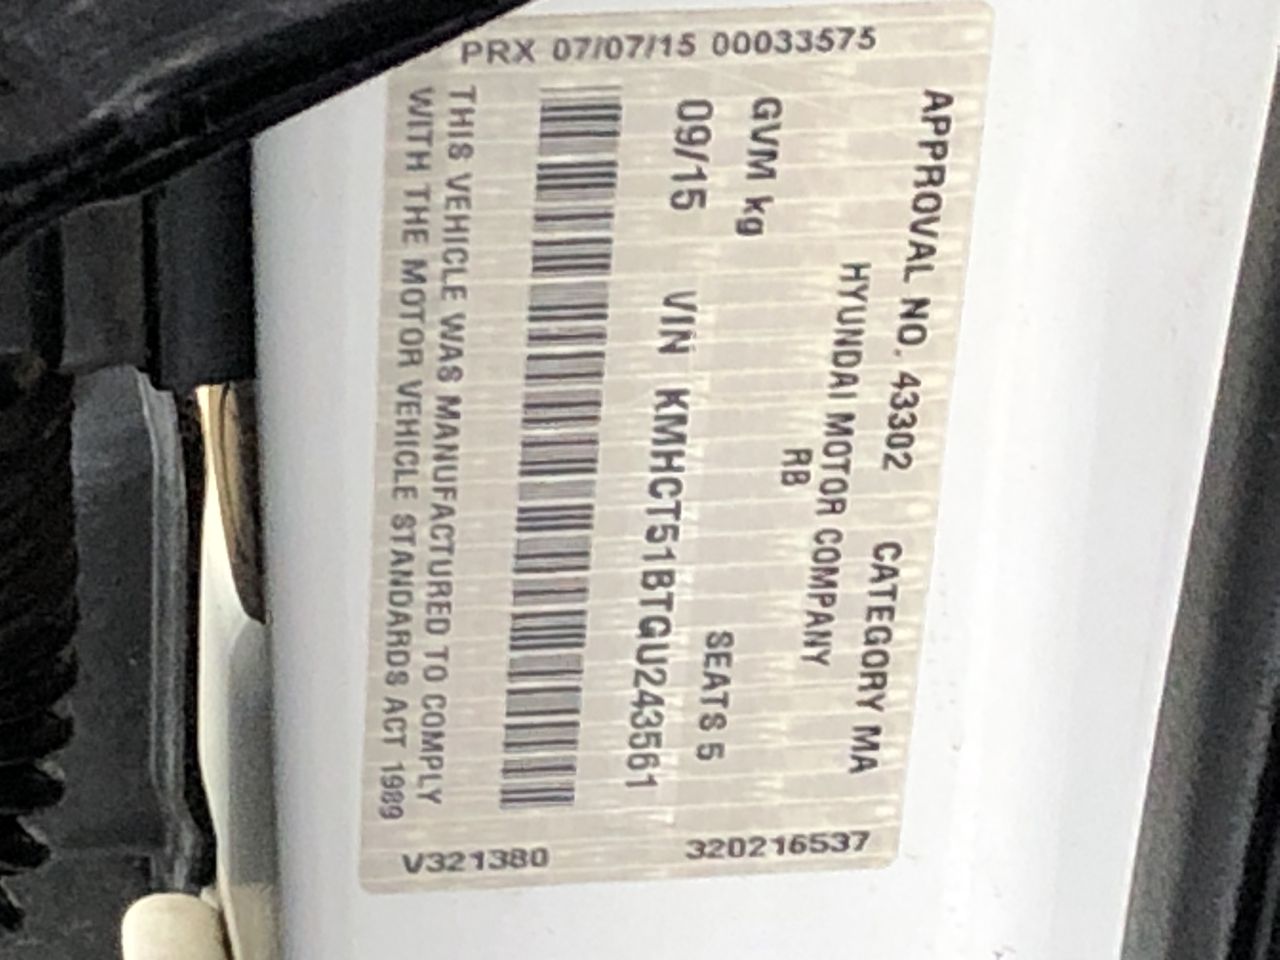 APPROVAL NO. 43302 CATEGORY MA
HYUNDAI MOTOR COMPANY
RB
GVM kg SEATS 5
09/15 VIN KMHCT51BTGU243561
THIS VEHICLE WAS MANUFACTURED TO COMPLY
WITH THE MOTOR VEHICLE STANDARDS ACT 1989
PRX 07/07/15 00033575
V321380
320216537